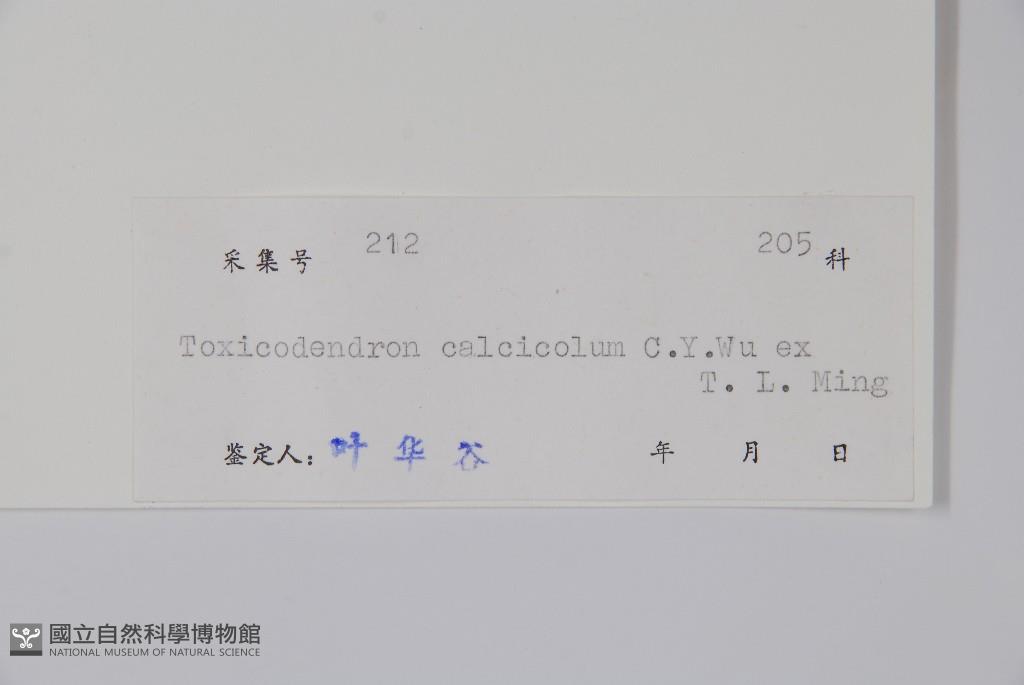 采集号 212 205 科
Toxicodendron calcicolum C.Y.Wu ex
T. L. Ming
鉴定人: 叶华谷 年 月 日
國立自然科學博物館
NATIONAL MUSEUM OF NATURAL SCIENCE